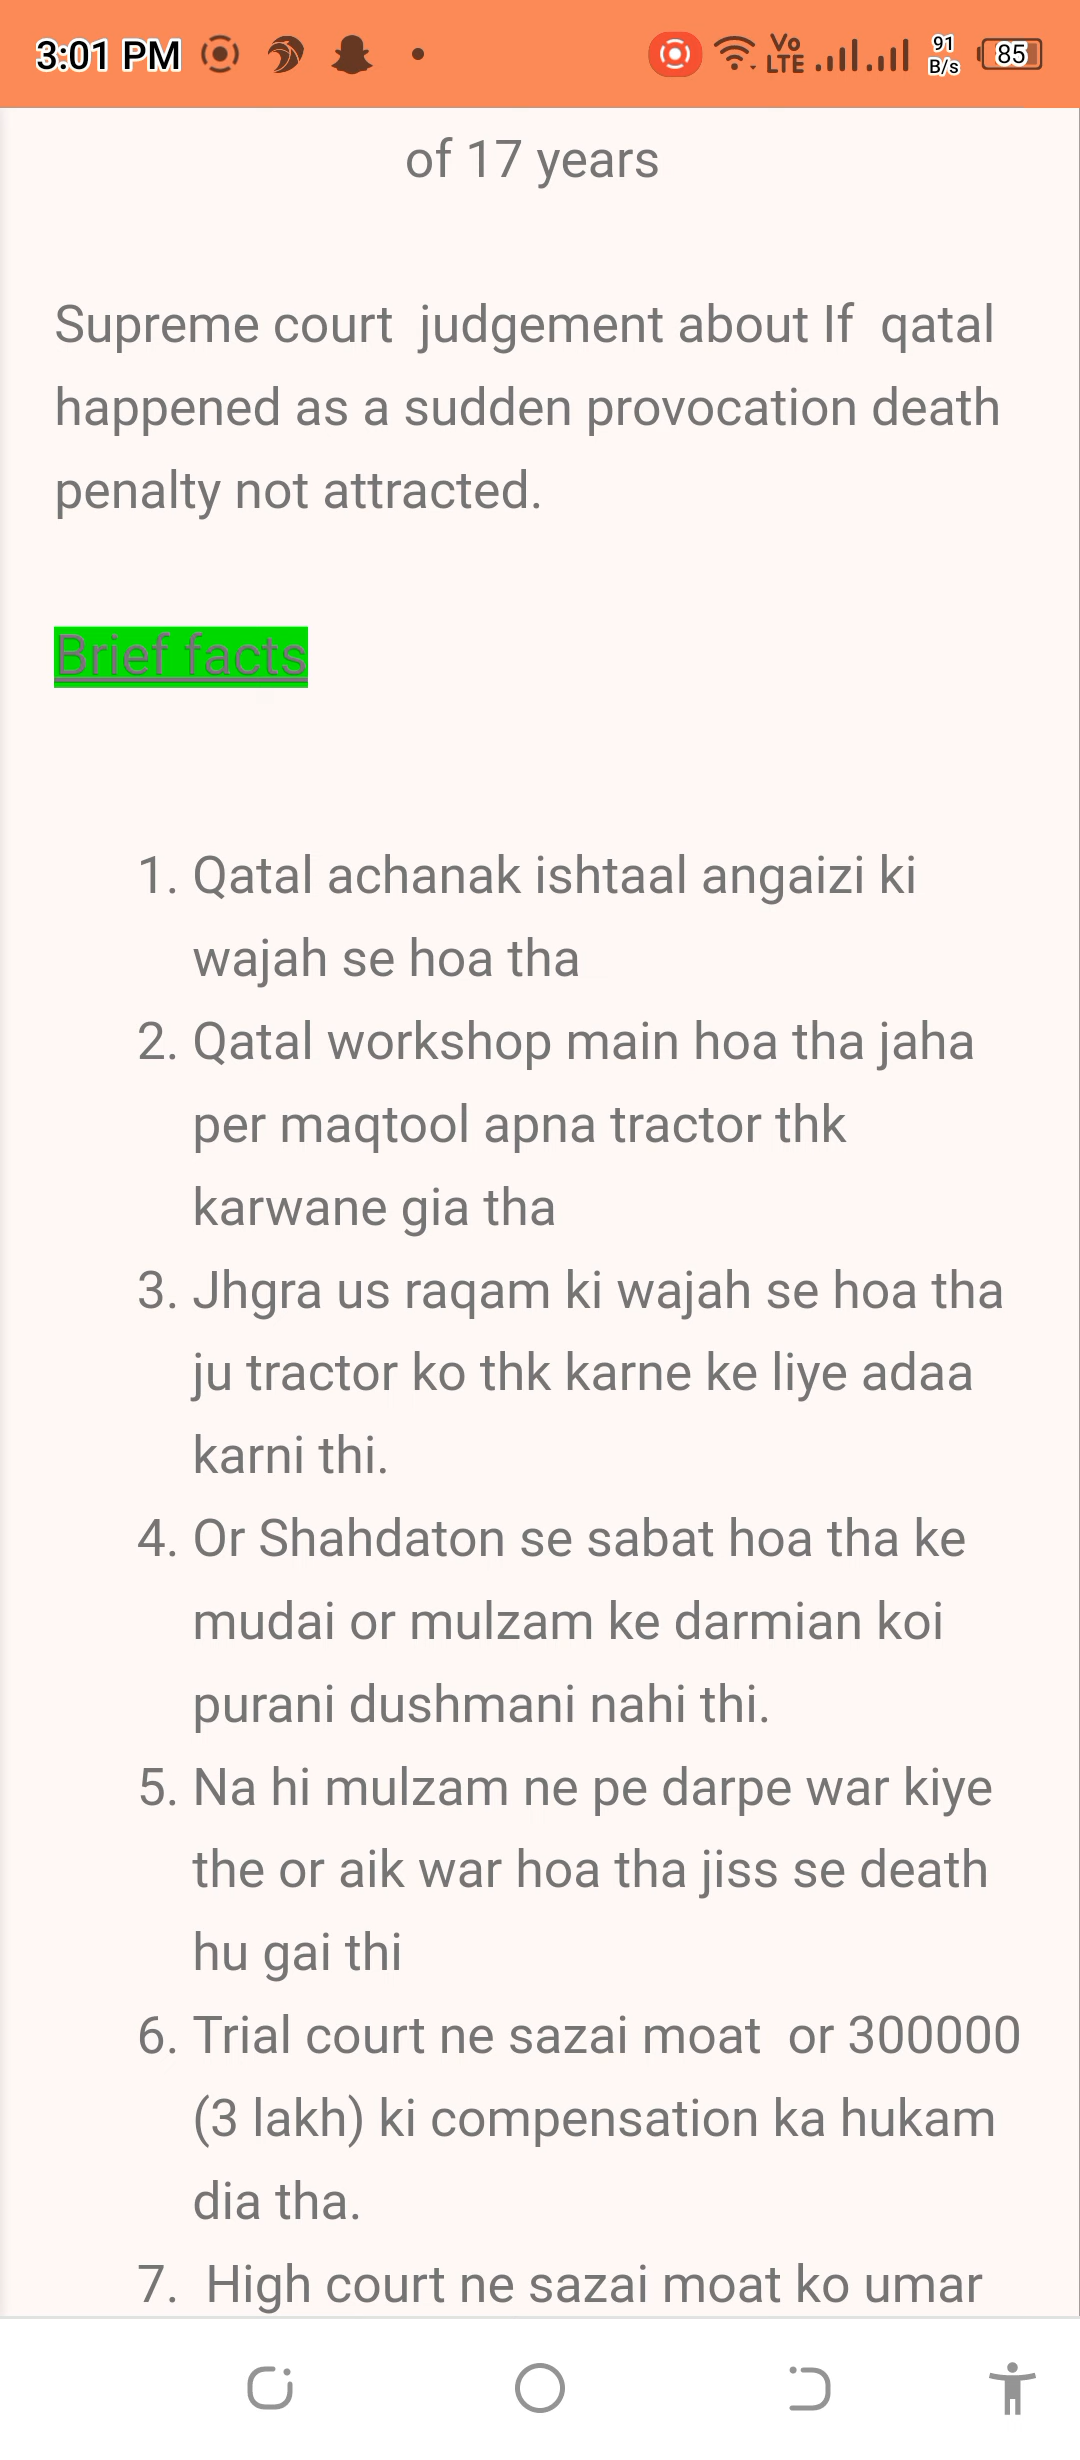 3:01 PM
Vo LTE
91 B/s
85
of 17 years
Supreme court judgement about If qatal
happened as a sudden provocation death
penalty not attracted.
Brief facts
1. Qatal achanak ishtaal angaizi ki
wajah se hoa tha
2. Qatal workshop main hoa tha jaha
per maqtool apna tractor thk
karwane gia tha
3. Jhgra us raqam ki wajah se hoa tha
ju tractor ko thk karne ke liye adaa
karni thi.
4. Or Shahdaton se sabat hoa tha ke
mudai or mulzam ke darmian koi
purani dushmani nahi thi.
5. Na hi mulzam ne pe darpe war kiye
the or aik war hoa tha jiss se death
hu gai thi
6. Trial court ne sazai moat or 300000
(3 lakh) ki compensation ka hukam
dia tha.
7. High court ne sazai moat ko umar